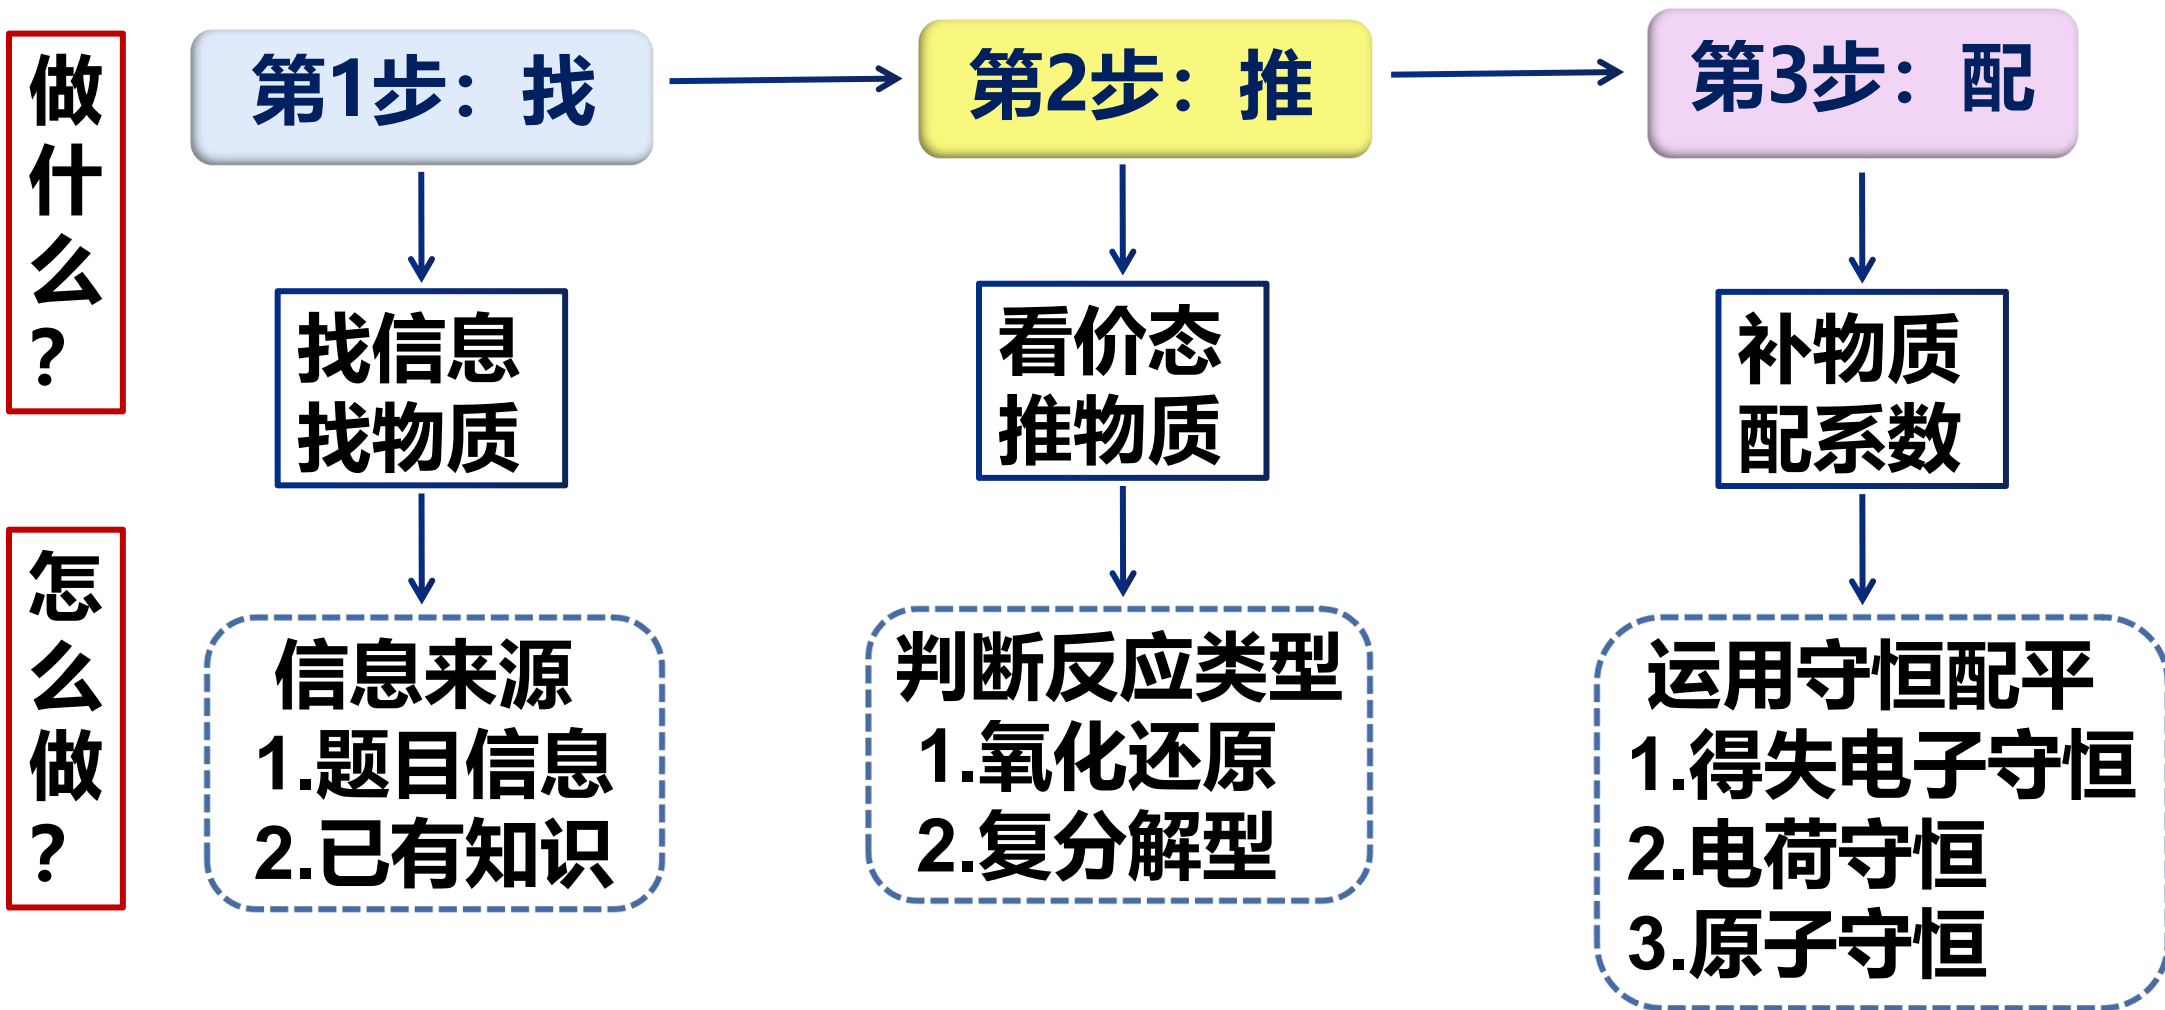 做什么？
第1步：找
第2步：推
第3步：配
找信息
找物质
看价态
推物质
补物质
配系数
怎么做？
信息来源
1.题目信息
2.已有知识
判断反应类型
1.氧化还原
2.复分解型
运用守恒配平
1.得失电子守恒
2.电荷守恒
3.原子守恒